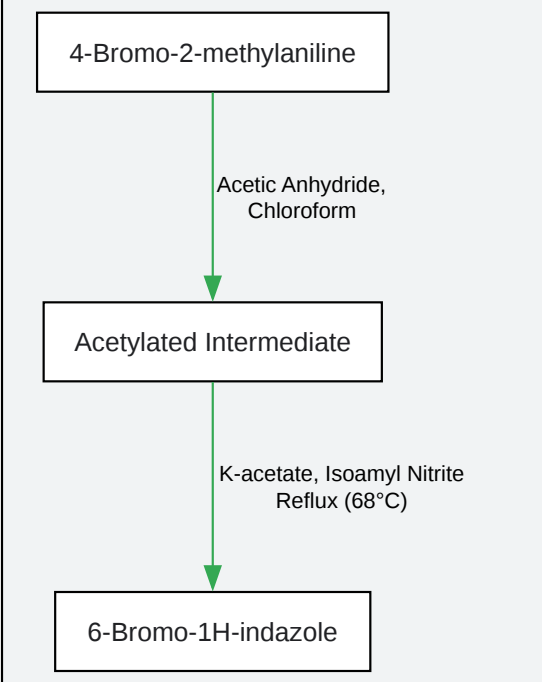 4-Bromo-2-methylaniline
Acetic Anhydride,
Chloroform
Acetylated Intermediate
K-acetate, Isoamyl Nitrite
Reflux (68°C)
6-Bromo-1H-indazole